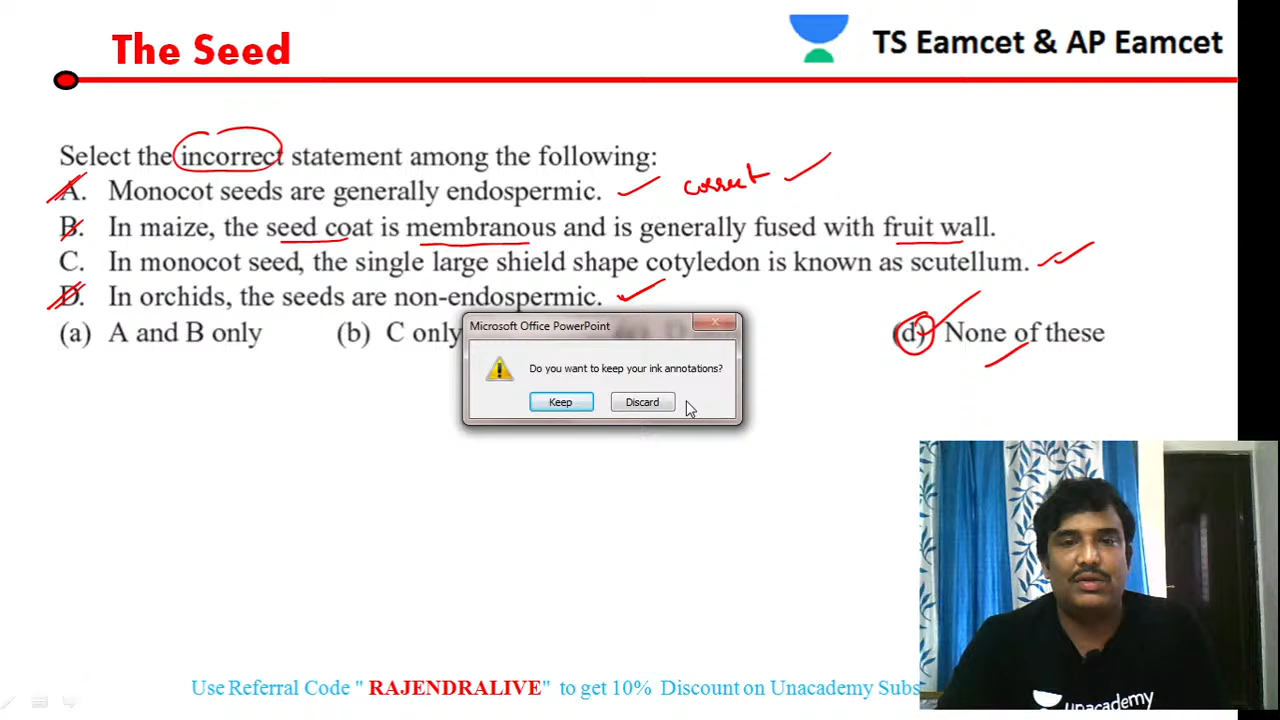 The Seed
TS Eamcet & AP Eamcet
Select the incorrect statement among the following:
A. Monocot seeds are generally endospermic.
correct
B. In maize, the seed coat is membranous and is generally fused with fruit wall.
C. In monocot seed, the single large shield shape cotyledon is known as scutellum.
D. In orchids, the seeds are non-endospermic.
(a) A and B only (b) C only (d) None of these
Microsoft Office PowerPoint
Do you want to keep your ink annotations?
Keep Discard
unacademy
Use Referral Code " RAJENDRALIVE" to get 10% Discount on Unacademy Subs